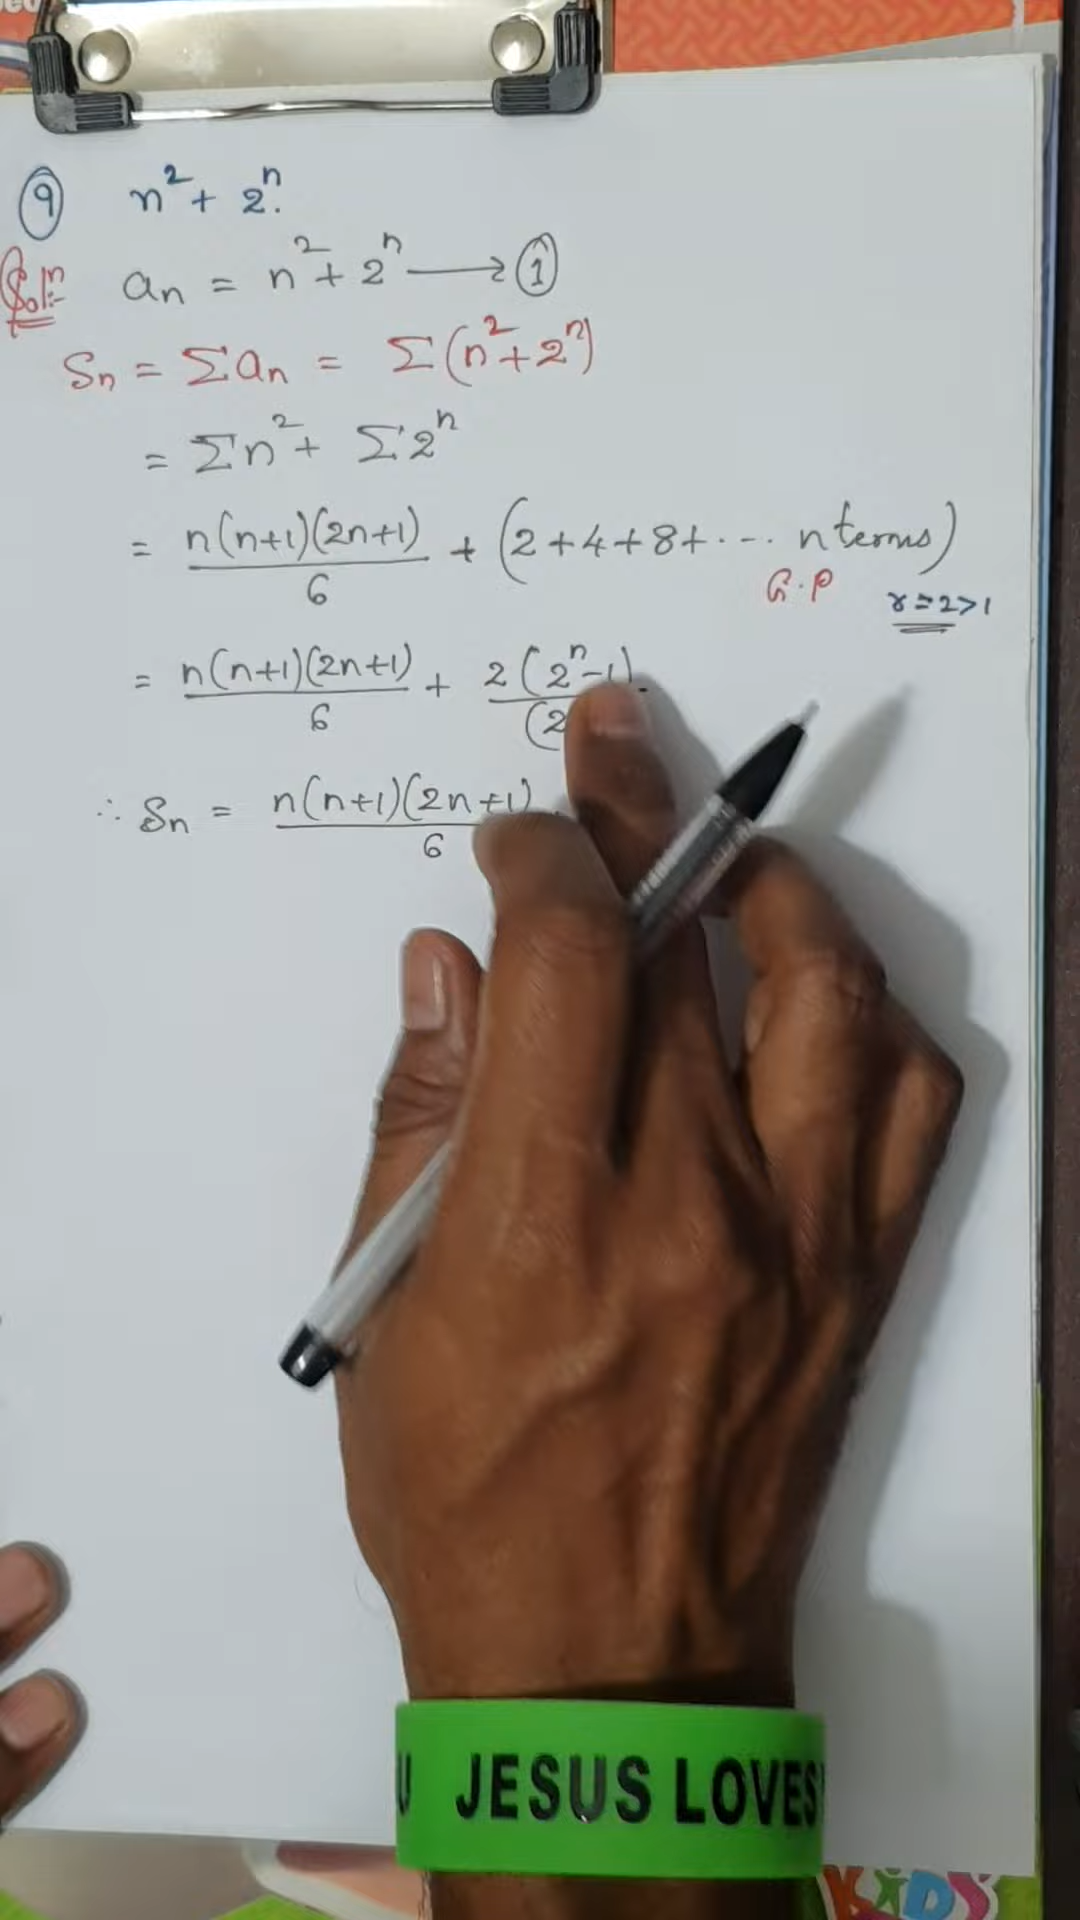 9 n² + 2ⁿ.
Solⁿ:- aₙ = n² + 2ⁿ ⟶ 1
Sₙ = Σaₙ = Σ(n² + 2ⁿ)
= Σn² + Σ2ⁿ
= n(n+1)(2n+1)/6 + (2+4+8+ ... n terms)
G.P r = 2 > 1
= n(n+1)(2n+1)/6 + 2(2ⁿ-1)/(2
∴ Sₙ = n(n+1)(2n+1)/6
JESUS LOVES
KiDS